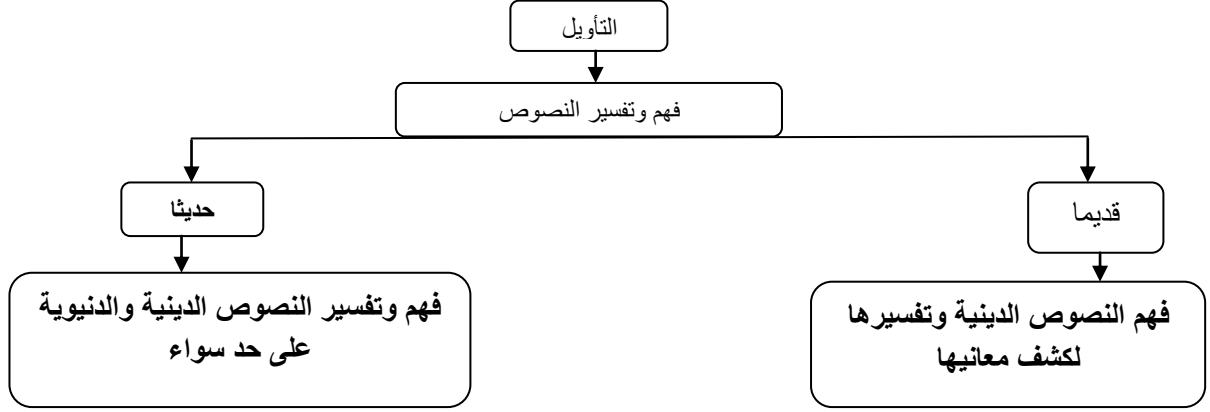 التأويل
فهم وتفسير النصوص
قديما
حديثا
فهم النصوص الدينية وتفسيرها
لكشف معانيها
فهم وتفسير النصوص الدينية والدنيوية
على حد سواء